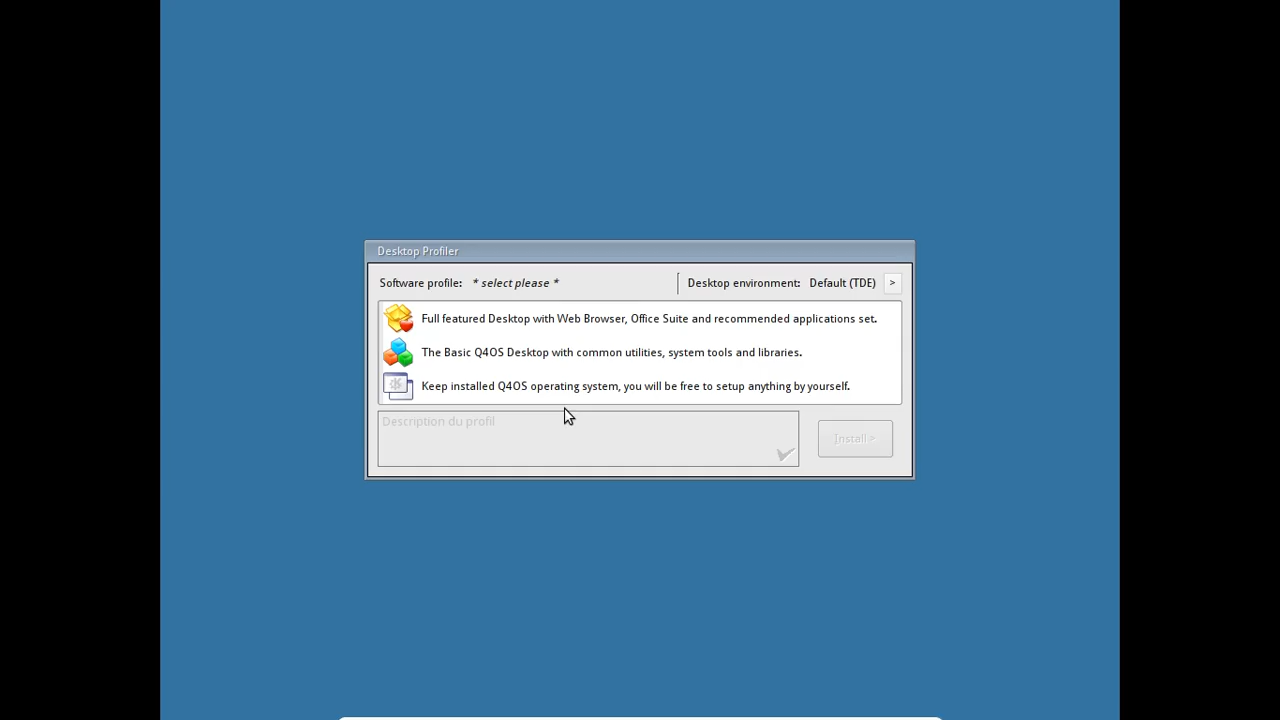 Desktop Profiler
Software profile: * select please * Desktop environment: Default (TDE) >
Full featured Desktop with Web Browser, Office Suite and recommended applications set.
The Basic Q4OS Desktop with common utilities, system tools and libraries.
Keep installed Q4OS operating system, you will be free to setup anything by yourself.
Description du profil
Install >